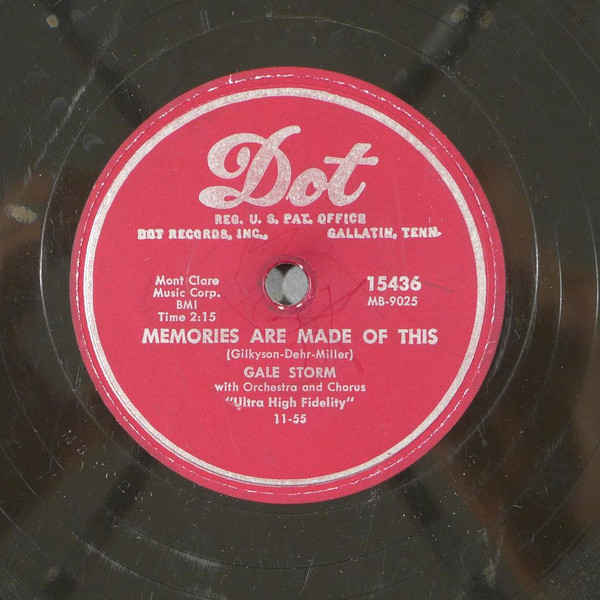 Dot
REG. U. S. PAT. OFFICE
DOT RECORDS, INC., GALLATIN, TENN.
Mont Clare
Music Corp.
BMI
Time 2:15
15436
MB-9025
MEMORIES ARE MADE OF THIS
(Gilkyson-Dehr-Miller)
GALE STORM
with Orchestra and Chorus
"Ultra High Fidelity"
11-55